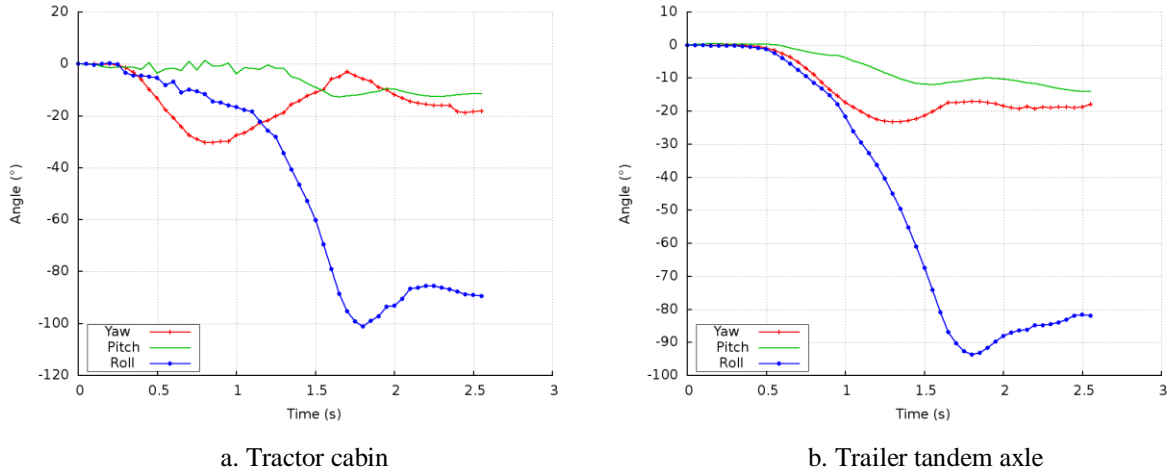 20
0
-20
-40
-60
-80
-100
-120
Angle (°)
0
0.5
1
1.5
2
2.5
3
Time (s)
Yaw
Pitch
Roll
a. Tractor cabin
10
0
-10
-20
-30
-40
-50
-60
-70
-80
-90
-100
Angle (°)
0
0.5
1
1.5
2
2.5
3
Time (s)
Yaw
Pitch
Roll
b. Trailer tandem axle